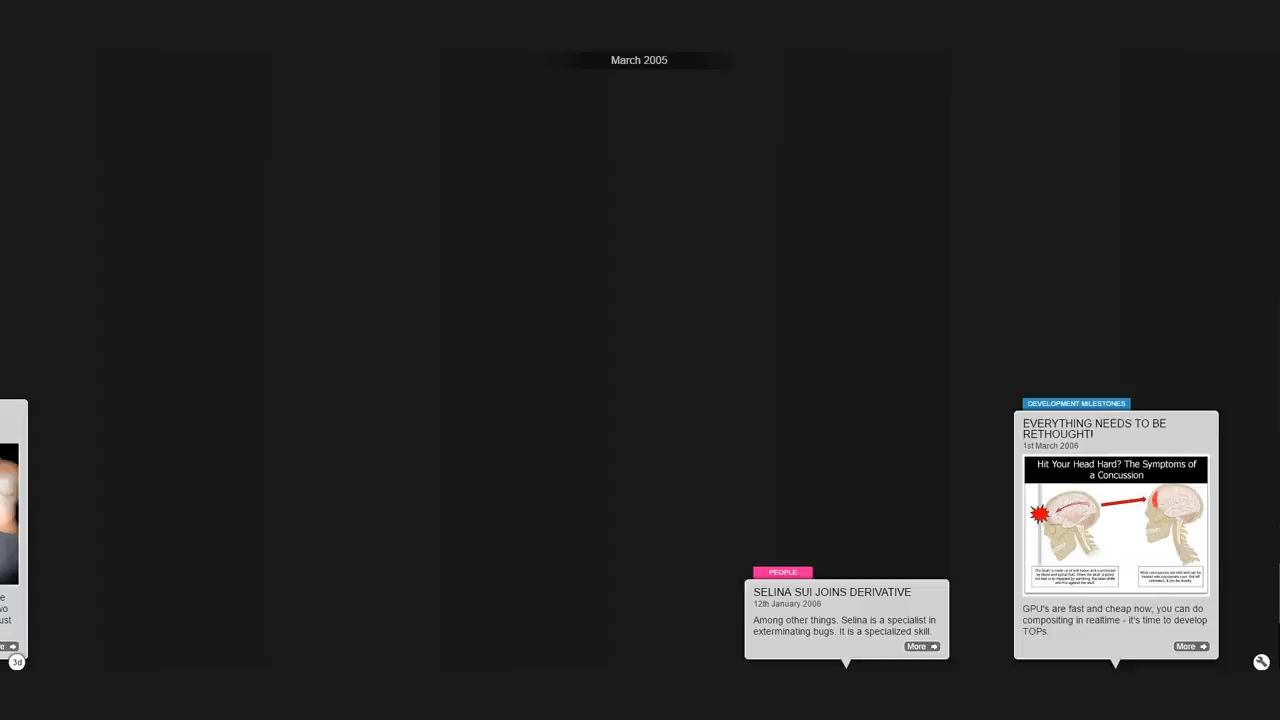 March 2005
DEVELOPMENT MILESTONES
EVERYTHING NEEDS TO BE
RETHOUGHT!
1st March 2006
Hit Your Head Hard? The Symptoms of
a Concussion
GPU's are fast and cheap now, you can do
compositing in realtime - it's time to develop
TOPs.
More
PEOPLE
SELINA SUI JOINS DERIVATIVE
12th January 2006
Among other things, Selina is a specialist in
exterminating bugs. It is a specialized skill.
More
3d